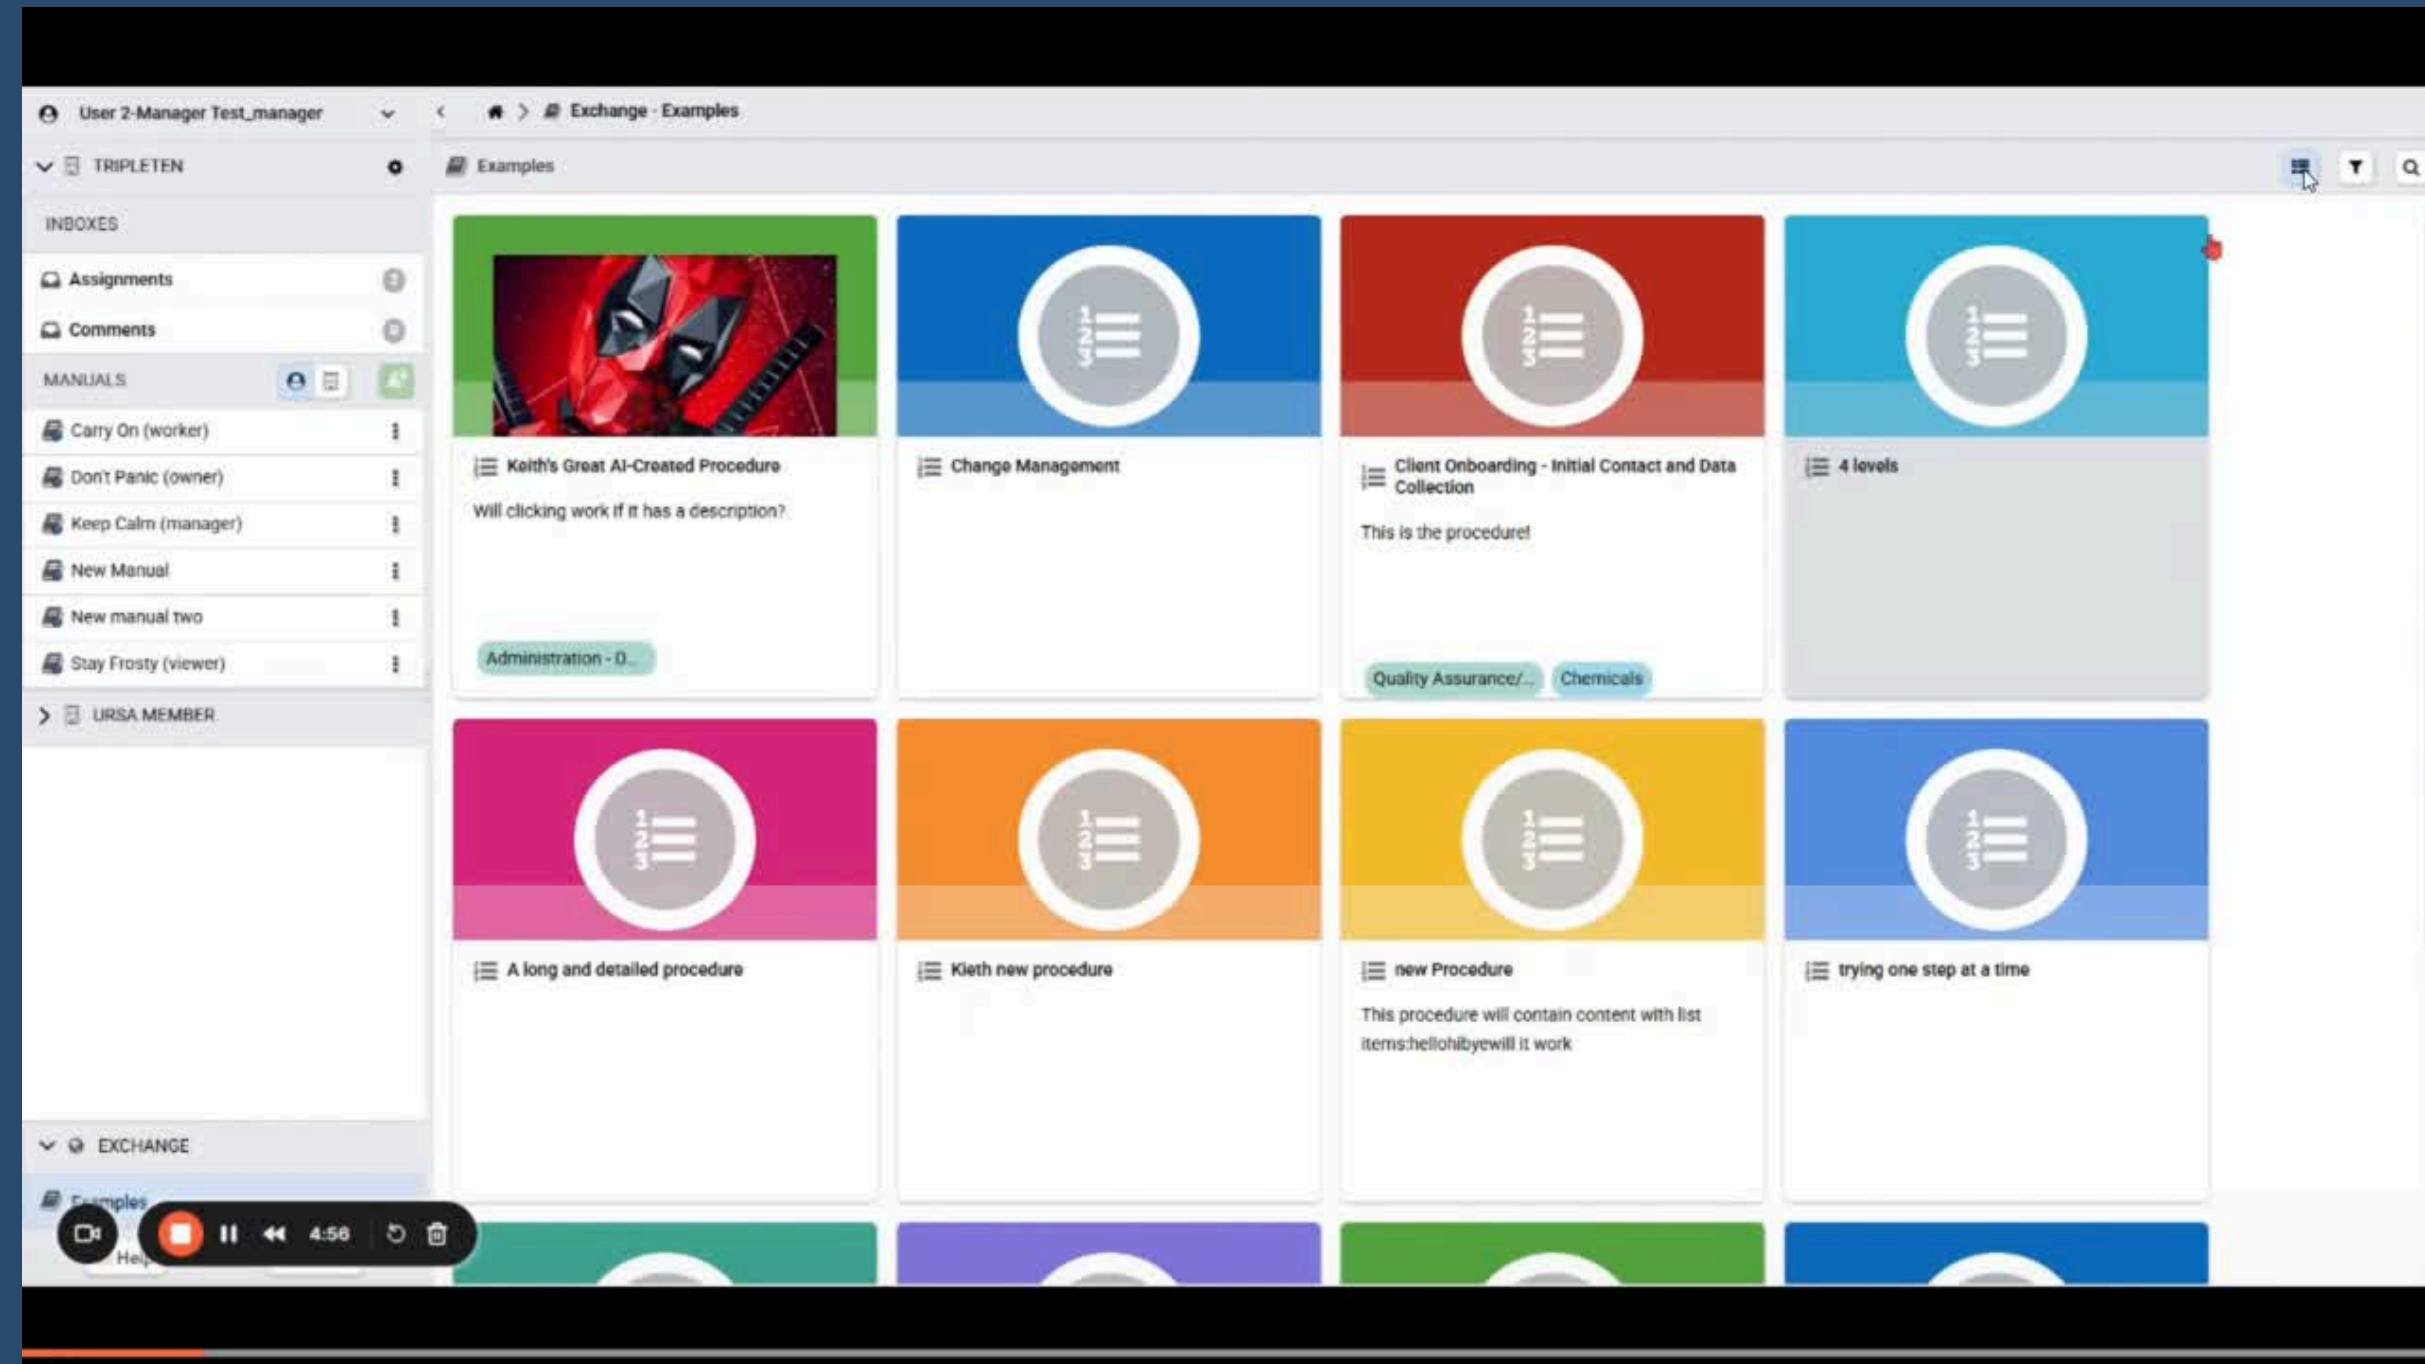 User 2-Manager Test_manager
Exchange - Examples
TRIPLETEN
Examples
INBOXES
Assignments
Comments
MANUALS
Carry On (worker)
Don't Panic (owner)
Keep Calm (manager)
New Manual
New manual two
Stay Frosty (viewer)
URSA MEMBER
EXCHANGE
Examples
4:56
Keith's Great AI-Created Procedure
Will clicking work if it has a description?
Administration - D...
Change Management
Client Onboarding - Initial Contact and Data
Collection
This is the procedure!
Quality Assurance/...
Chemicals
4 levels
A long and detailed procedure
Kieth new procedure
new Procedure
This procedure will contain content with list
items:hellohibyewill it work
trying one step at a time